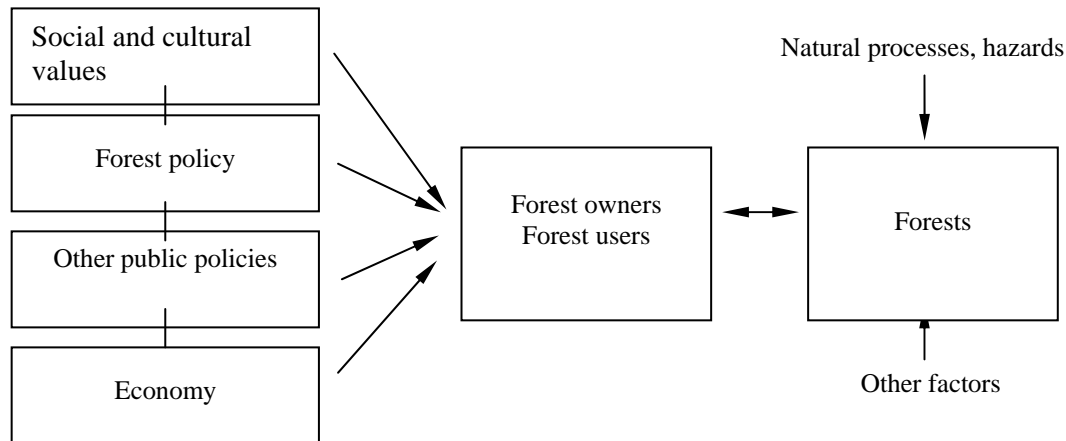 Social and cultural
values
Forest policy
Other public policies
Economy
Forest owners
Forest users
Natural processes, hazards
Forests
Other factors